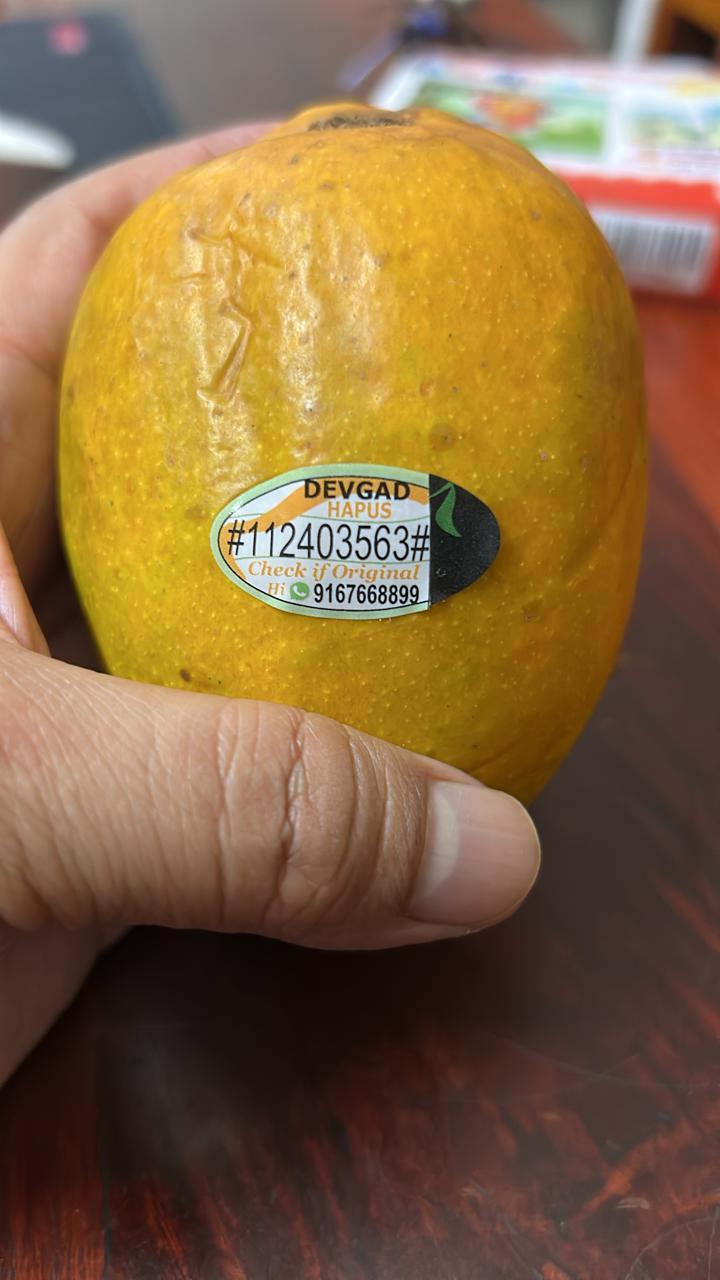 DEVGAD
HAPUS
#112403563#
Check if Original
Hi 9167668899